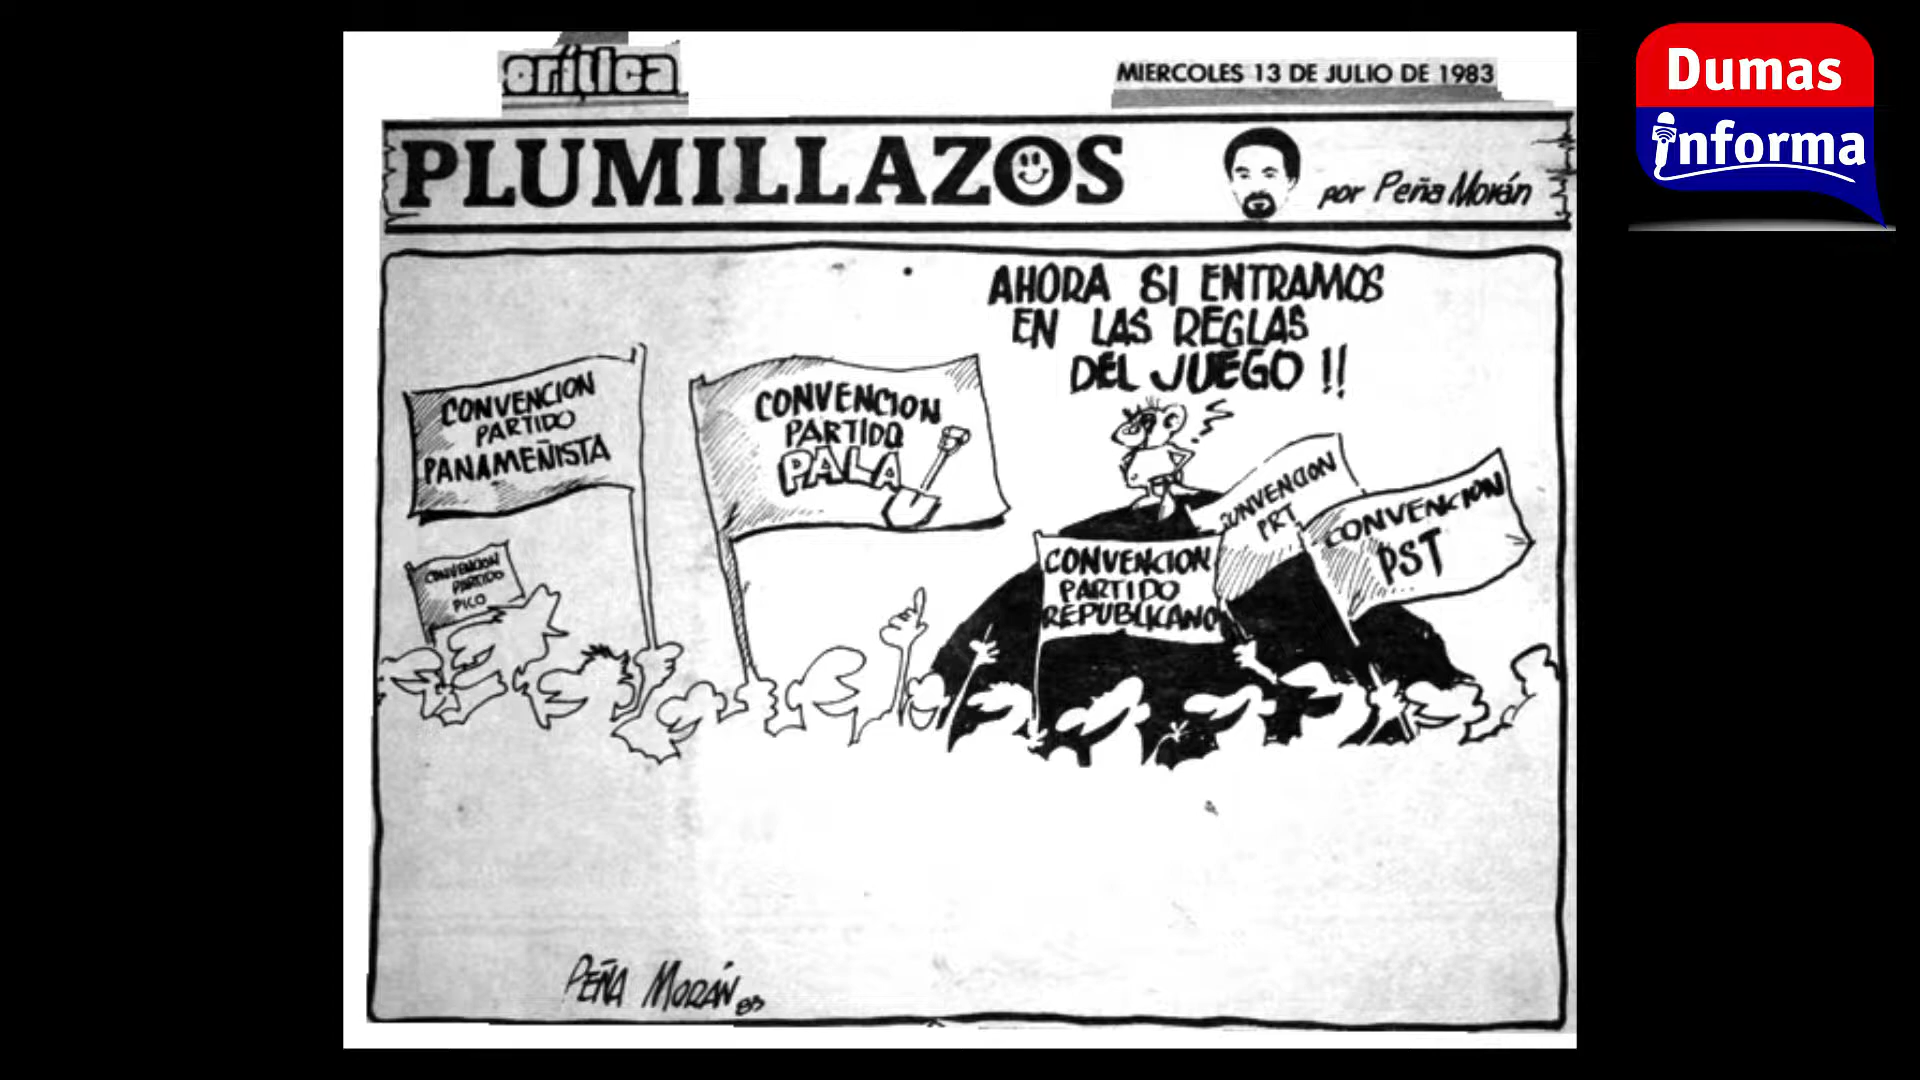 crítica
MIERCOLES 13 DE JULIO DE 1983
Dumas
informa
PLUMILLAZOS
por Peña Morán
AHORA SI ENTRAMOS
EN LAS REGLAS
DEL JUEGO !!
CONVENCION
PARTIDO
PANAMEÑISTA
CONVENCION
PARTIDO
PALA
CONVENCION
PARTIDO
PICO
CONVENCION
PARTIDO
REPUBLICANO
CONVENCION
PRT
CONVENCION
PST
PEÑA MORÁN 83